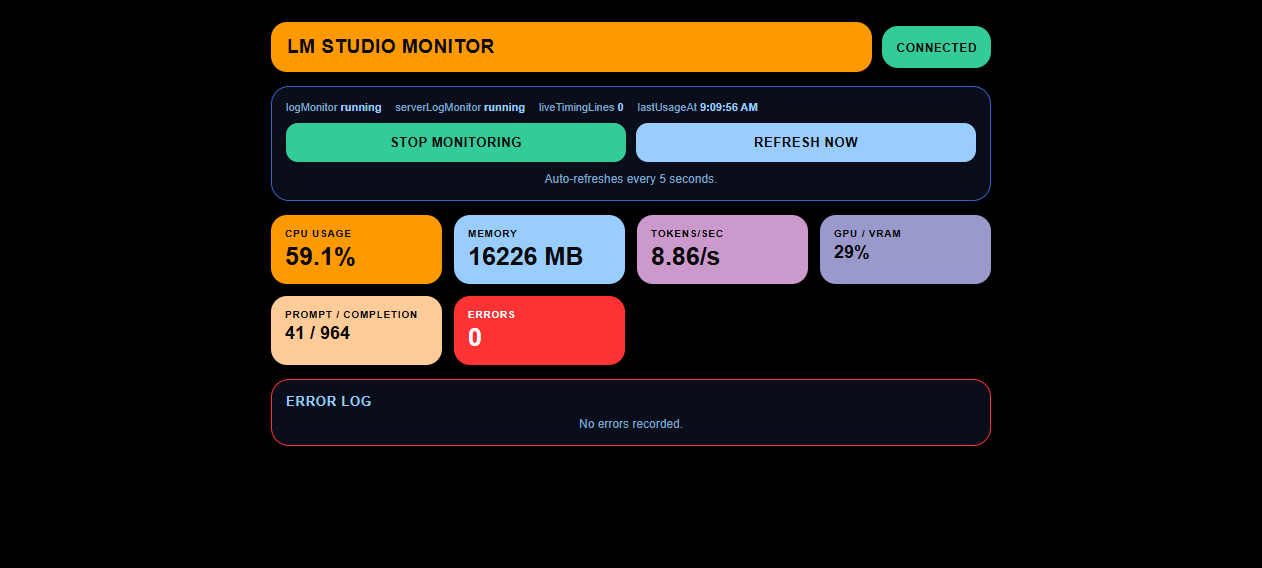 LM STUDIO MONITOR
CONNECTED
logMonitor running serverLogMonitor running liveTimingLines 0 lastUsageAt 9:09:56 AM
STOP MONITORING
REFRESH NOW
Auto-refreshes every 5 seconds.
CPU USAGE
59.1%
MEMORY
16226 MB
TOKENS/SEC
8.86/s
GPU / VRAM
29%
PROMPT / COMPLETION
41 / 964
ERRORS
0
ERROR LOG
No errors recorded.